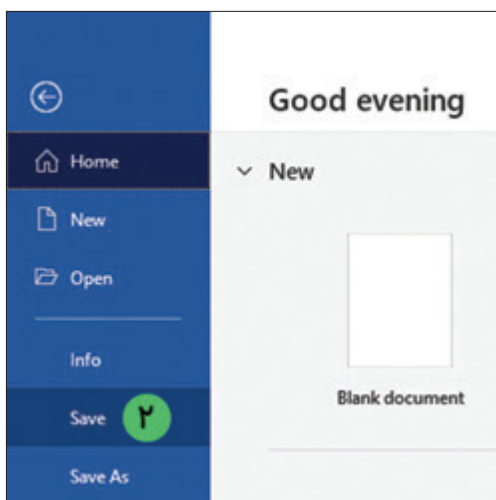 Good evening
Home
New
New
Open
Info
Blank document
Save ۲
Save As